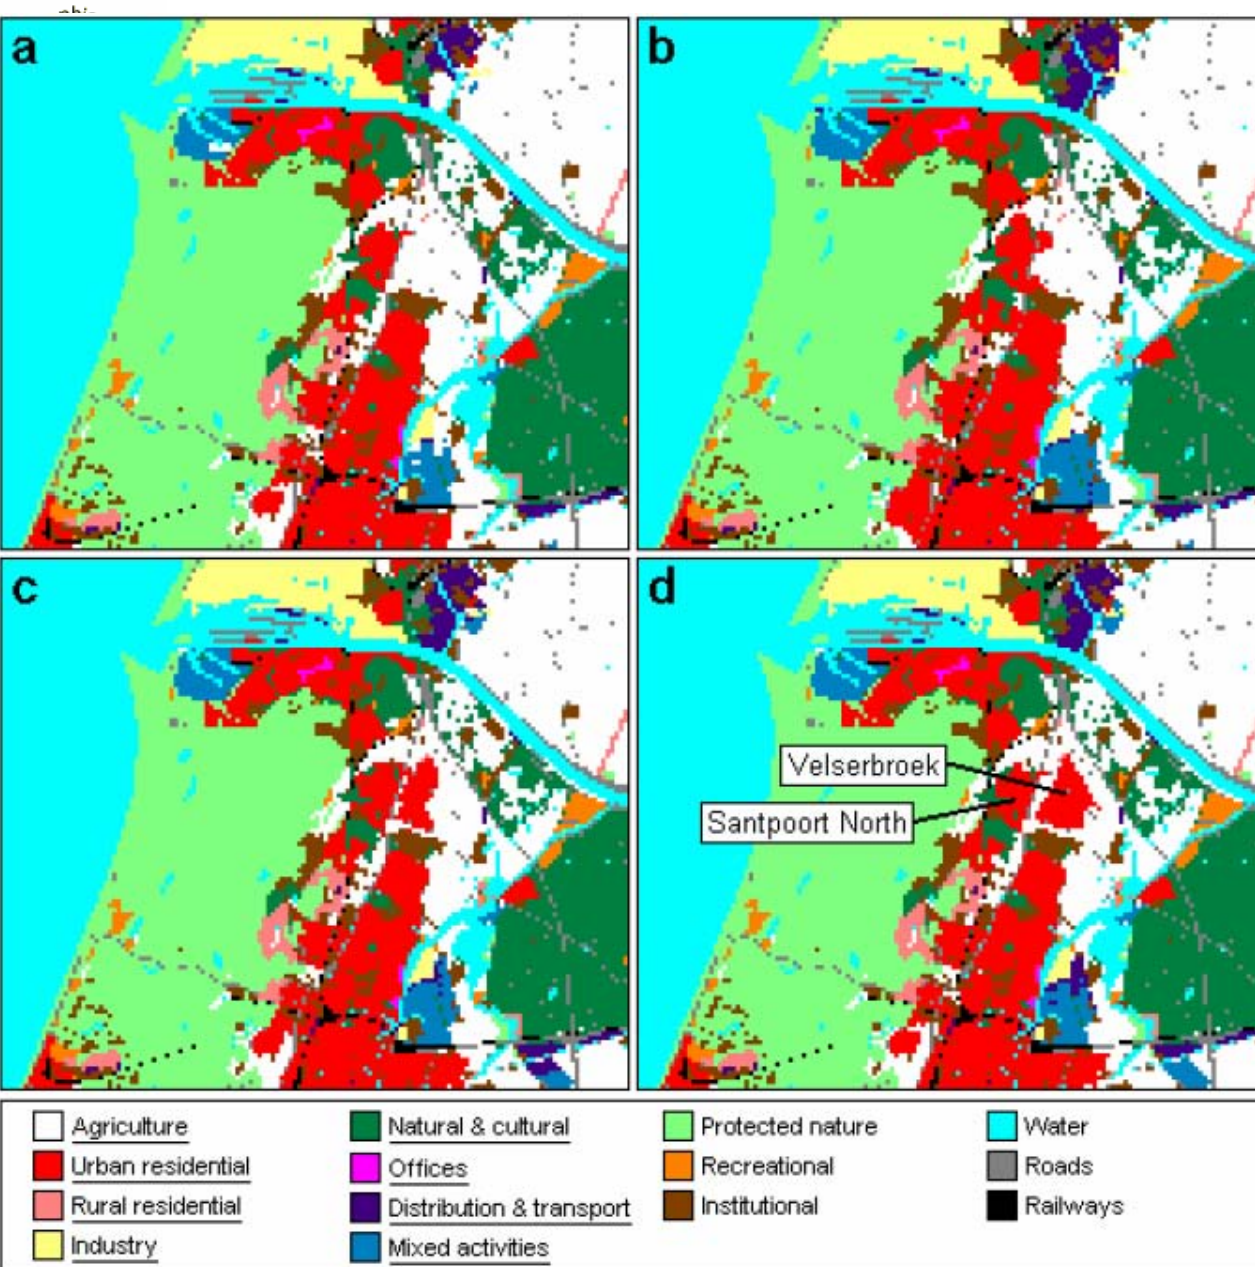 a
b
c
d
Velserbroek
Santpoort North
Agriculture
Natural & cultural
Protected nature
Water
Urban residential
Offices
Recreational
Roads
Rural residential
Distribution & transport
Institutional
Railways
Industry
Mixed activities